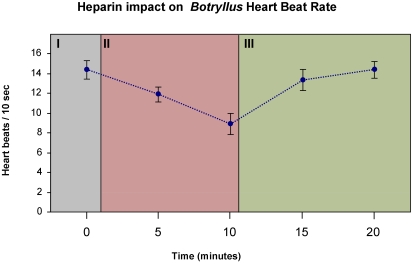 Heparin impact on Botryllus Heart Beat Rate
I II III
Heart beats / 10 sec
16
14
12
10
8
6
4
2
0
0 5 10 15 20
Time (minutes)